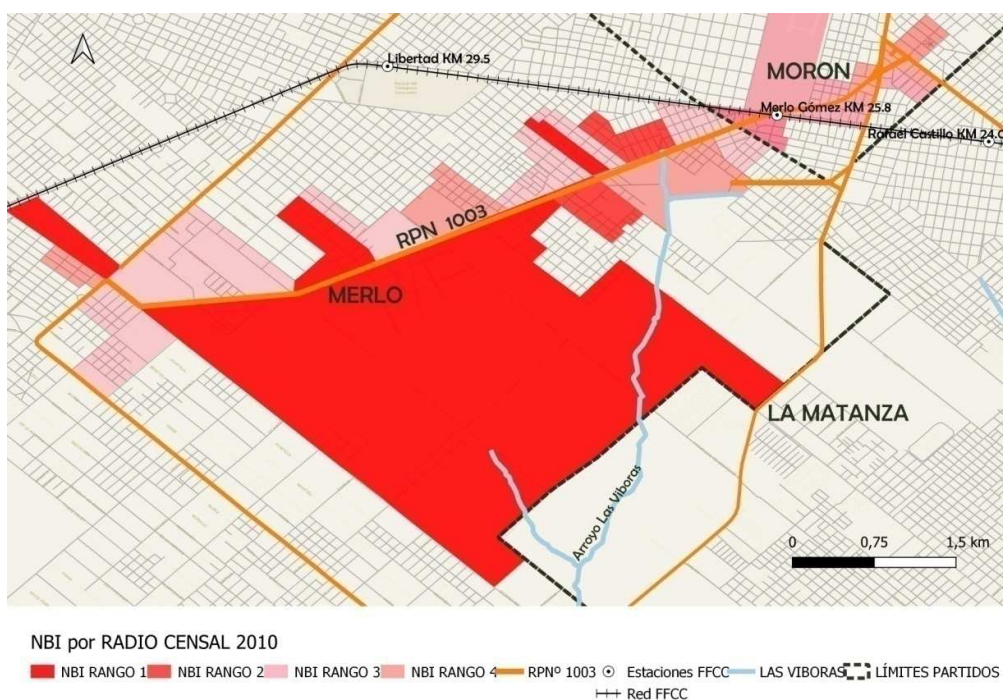 Libertad KM 29.5
MORON
Merlo Gómez KM 25.8
Rafael Castillo KM 24.0
RPN 1003
MERLO
LA MATANZA
Arroyo Las Viboras
0 0,75 1,5 km
NBI por RADIO CENSAL 2010
NBI RANGO 1 NBI RANGO 2 NBI RANGO 3 NBI RANGO 4 RPNº 1003 Estaciones FFCC LAS VIBORAS LÍMITES PARTIDOS
Red FFCC